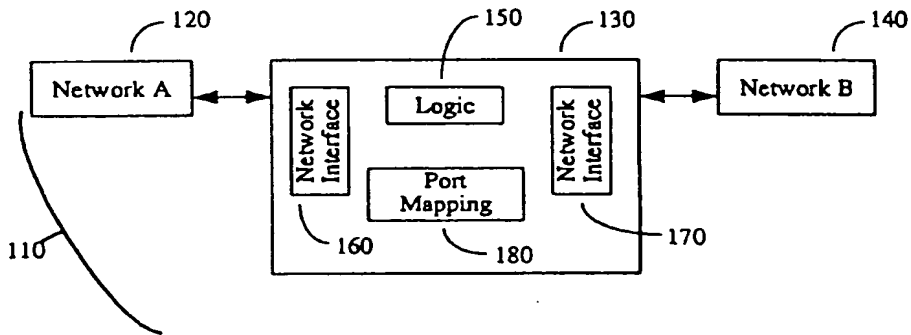 120
150
130
140
Network A
Logic
Network B
Network
Interface
Network
Interface
Port
Mapping
110
160
180
170